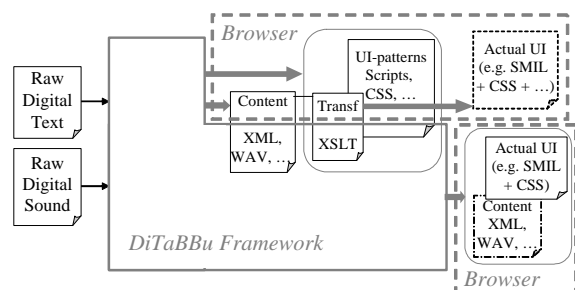 Browser
Raw
Digital
Text
Raw
Digital
Sound
Content
XML,
WAV, …
Transf
XSLT
UI-patterns
Scripts,
CSS, …
Actual UI
(e.g. SMIL
+ CSS + …)
Actual UI
(e.g. SMIL
+ CSS)
Content
XML,
WAV, …
DiTaBBu Framework
Browser